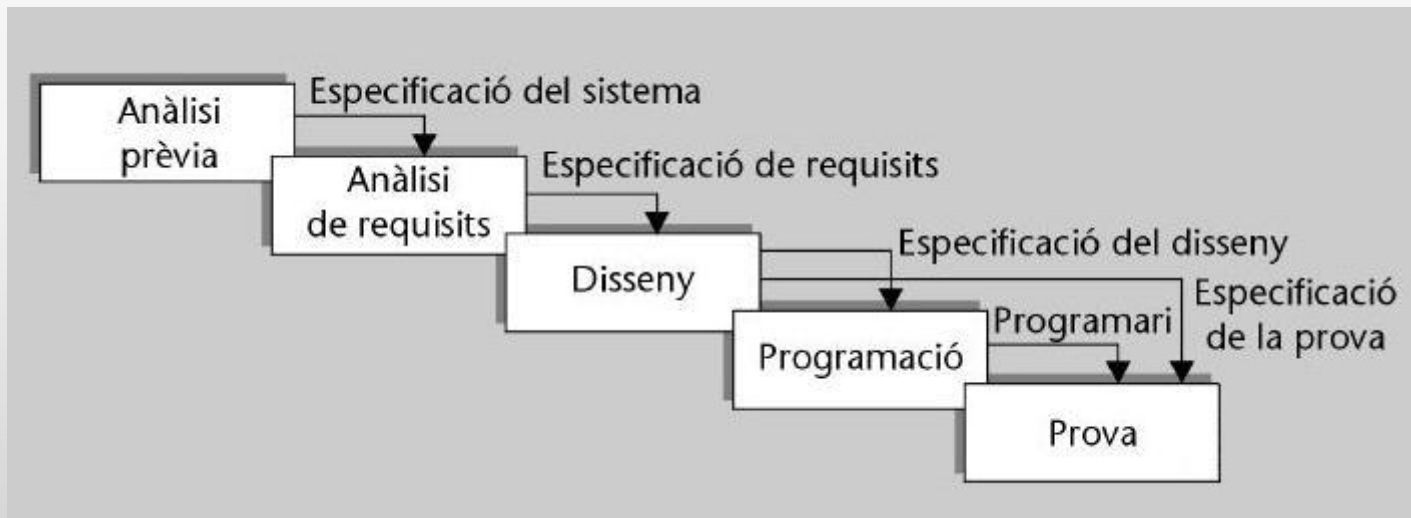 Anàlisi
prèvia
Especificació del sistema
Anàlisi
de requisits
Especificació de requisits
Disseny
Especificació del disseny
Especificació
de la prova
Programació
Programari
Prova